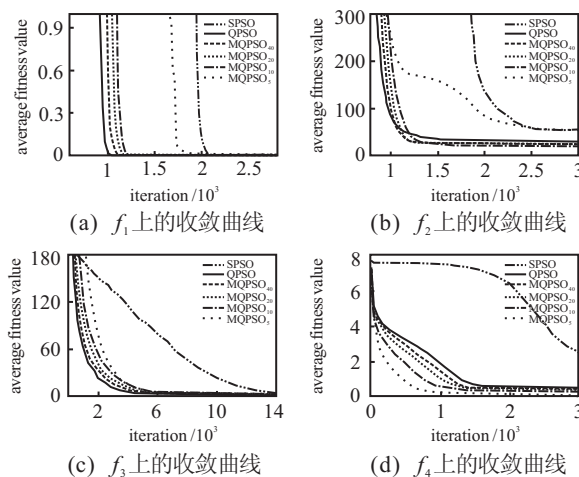 average fitness value
0.9
0.6
0.3
0
1 1.5 2 2.5
iteration /10³
SPSO
QPSO
MQPSO₄₀
MQPSO₂₀
MQPSO₁₀
MQPSO₅
(a) f₁上的收敛曲线
average fitness value
300
200
100
0
1 1.5 2 2.5 3
iteration /10³
SPSO
QPSO
MQPSO₄₀
MQPSO₂₀
MQPSO₁₀
MQPSO₅
(b) f₂上的收敛曲线
average fitness value
180
120
60
0
2 6 10 14
iteration /10³
SPSO
QPSO
MQPSO₄₀
MQPSO₂₀
MQPSO₁₀
MQPSO₅
(c) f₃上的收敛曲线
average fitness value
8
6
4
2
0
0 1 2 3
iteration /10³
SPSO
QPSO
MQPSO₄₀
MQPSO₂₀
MQPSO₁₀
MQPSO₅
(d) f₄上的收敛曲线